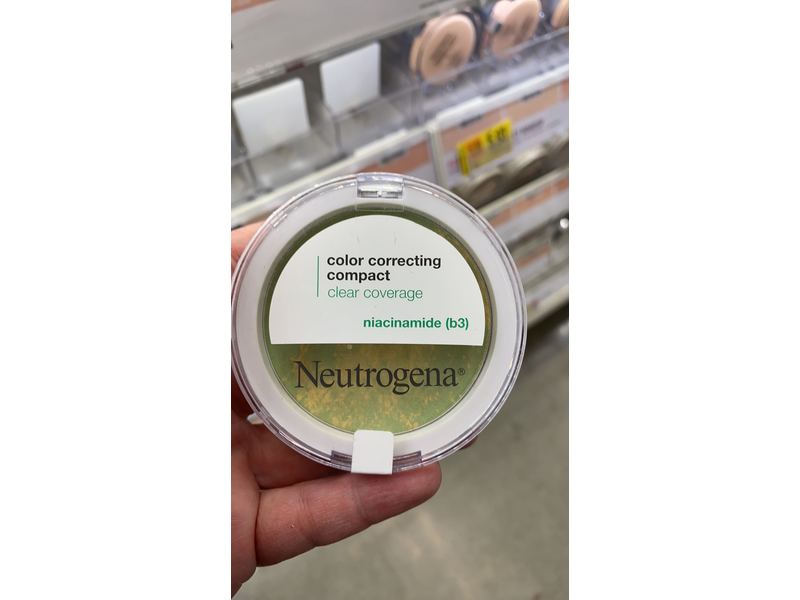 color correcting
compact
clear coverage
niacinamide (b3)
Neutrogena®